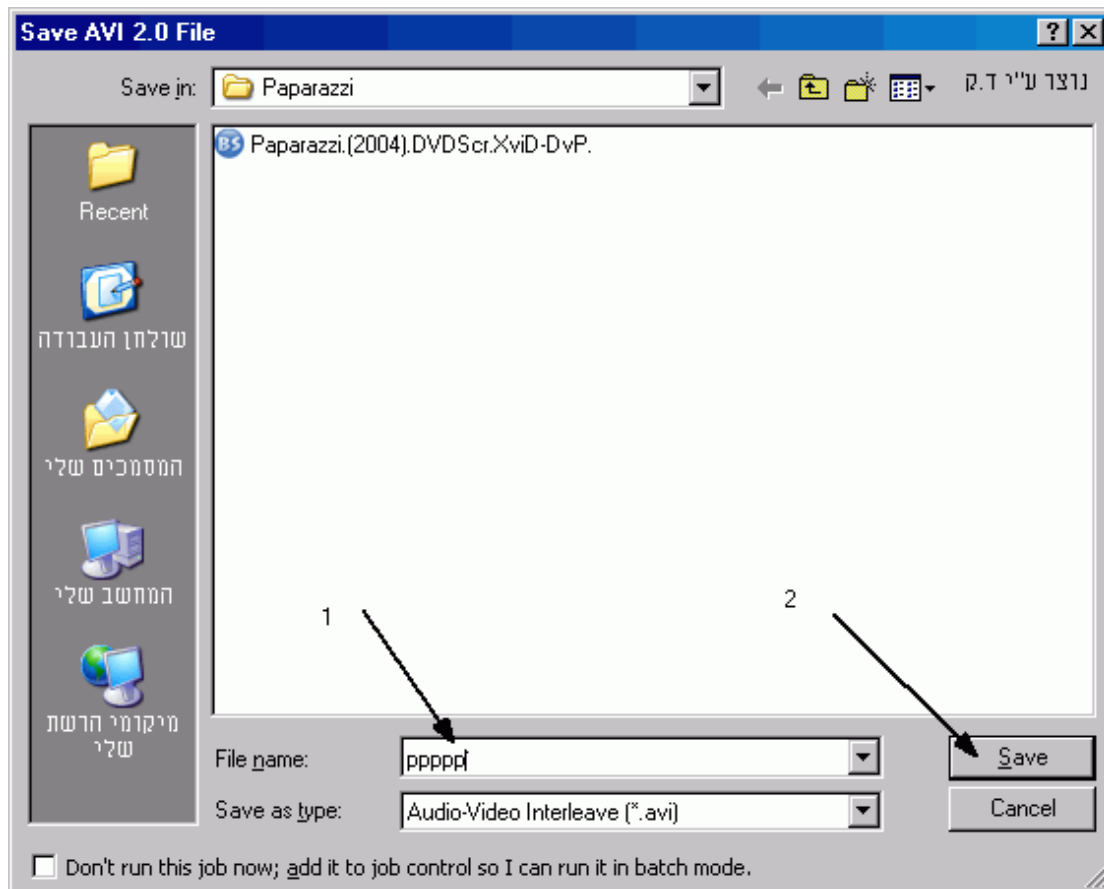 Save AVI 2.0 File
Save in:
Paparazzi
נוצר ע"י ד.ק
Paparazzi.(2004).DVDScr.XviD-DvP.
Recent
שולחן העבודה
המסמכים שלי
המחשב שלי
מיקומי הרשת
שלי
1
2
File name:
ppppp
Save
Save as type:
Audio-Video Interleave (*.avi)
Cancel
Don't run this job now; add it to job control so I can run it in batch mode.